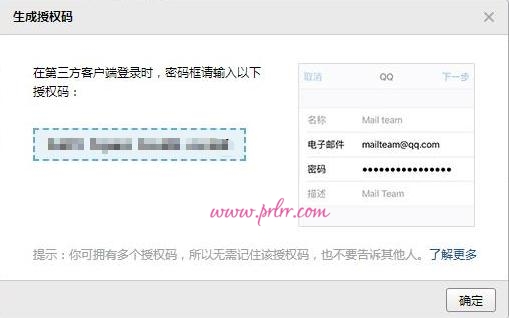 生成授权码
在第三方客户端登录时，密码框请输入以下
授权码：
取消 QQ 下一步
名称 Mail team
电子邮件 mailteam@qq.com
密码 ●●●●●●●●●●●●●●●●
描述 Mail Team
www.prlrr.com
提示：你可拥有多个授权码，所以无需记住该授权码，也不要告诉其他人。了解更多
确定